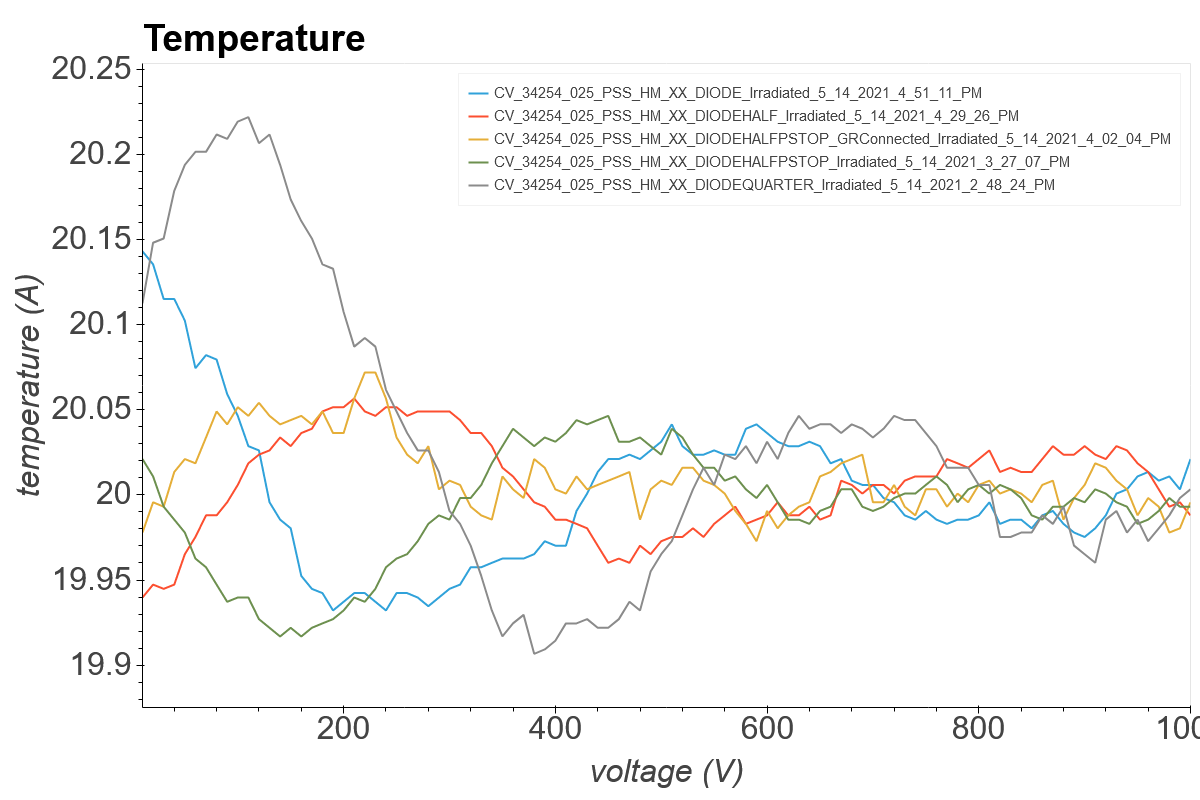 Temperature
20.25
20.2
20.15
20.1
20.05
20
19.95
19.9
temperature (A)
CV_34254_025_PSS_HM_XX_DIODE_Irradiated_5_14_2021_4_51_11_PM
CV_34254_025_PSS_HM_XX_DIODEHALF_Irradiated_5_14_2021_4_29_26_PM
CV_34254_025_PSS_HM_XX_DIODEHALFPSTOP_GRConnected_Irradiated_5_14_2021_4_02_04_PM
CV_34254_025_PSS_HM_XX_DIODEHALFPSTOP_Irradiated_5_14_2021_3_27_07_PM
CV_34254_025_PSS_HM_XX_DIODEQUARTER_Irradiated_5_14_2021_2_48_24_PM
200 400 600 800 100
voltage (V)